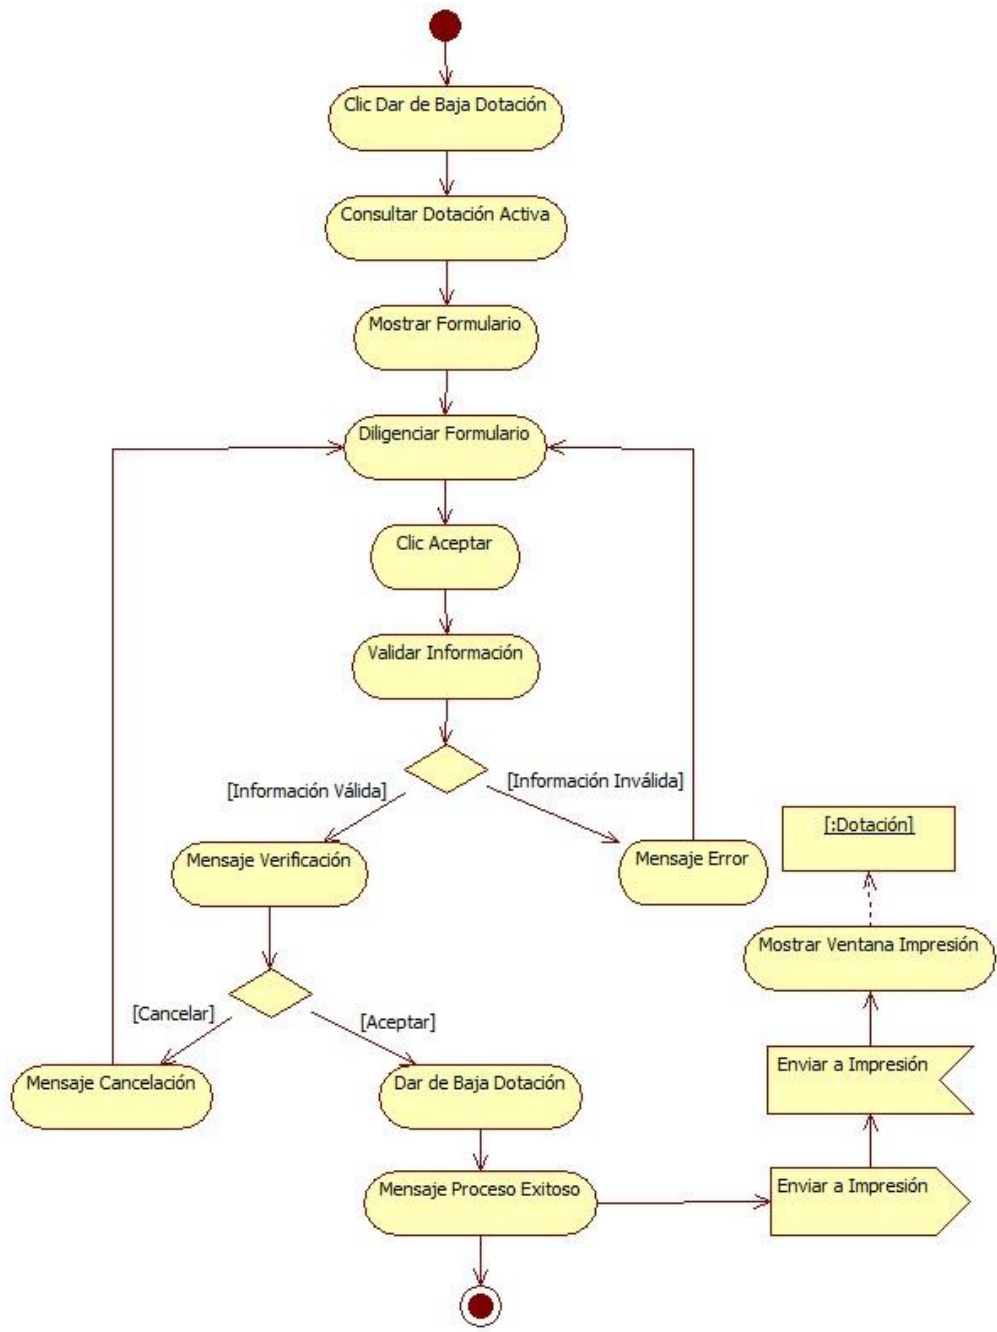 Clic Dar de Baja Dotación
Consultar Dotación Activa
Mostrar Formulario
Diligenciar Formulario
Clic Aceptar
Validar Información
[Información Válida]
[Información Inválida]
Mensaje Verificación
Mensaje Error
[:Dotación]
Mostrar Ventana Impresión
[Cancelar]
[Aceptar]
Mensaje Cancelación
Dar de Baja Dotación
Enviar a Impresión
Mensaje Proceso Exitoso
Enviar a Impresión